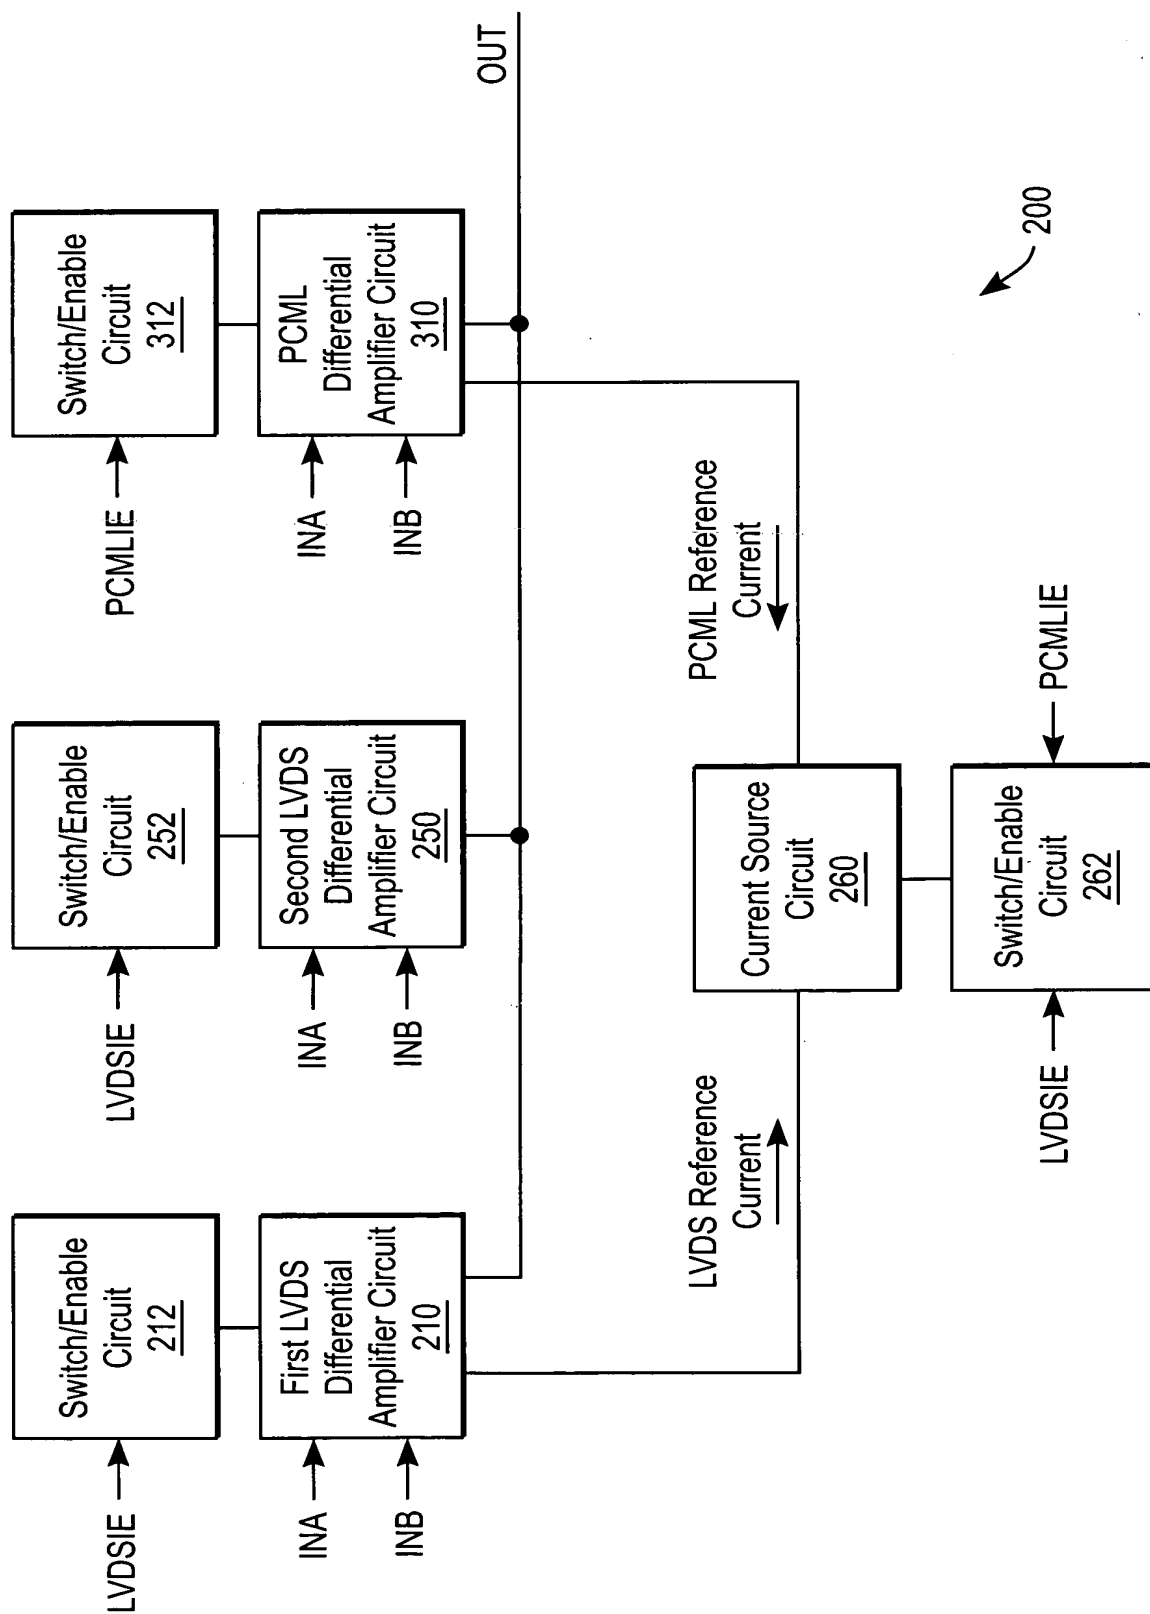 LVDSIE
Switch/Enable
Circuit
212
LVDSIE
Switch/Enable
Circuit
252
PCMLIE
Switch/Enable
Circuit
312
INA
INB
First LVDS
Differential
Amplifier Circuit
210
INA
INB
Second LVDS
Differential
Amplifier Circuit
250
INA
INB
PCML
Differential
Amplifier Circuit
310
OUT
LVDS Reference
Current
PCML Reference
Current
Current Source
Circuit
260
LVDSIE
Switch/Enable
Circuit
262
PCMLIE
200